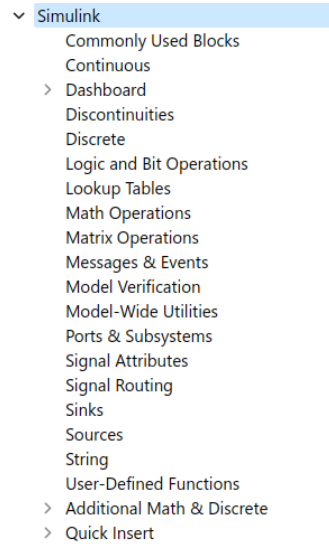 Simulink
Commonly Used Blocks
Continuous
Dashboard
Discontinuities
Discrete
Logic and Bit Operations
Lookup Tables
Math Operations
Matrix Operations
Messages & Events
Model Verification
Model-Wide Utilities
Ports & Subsystems
Signal Attributes
Signal Routing
Sinks
Sources
String
User-Defined Functions
Additional Math & Discrete
Quick Insert